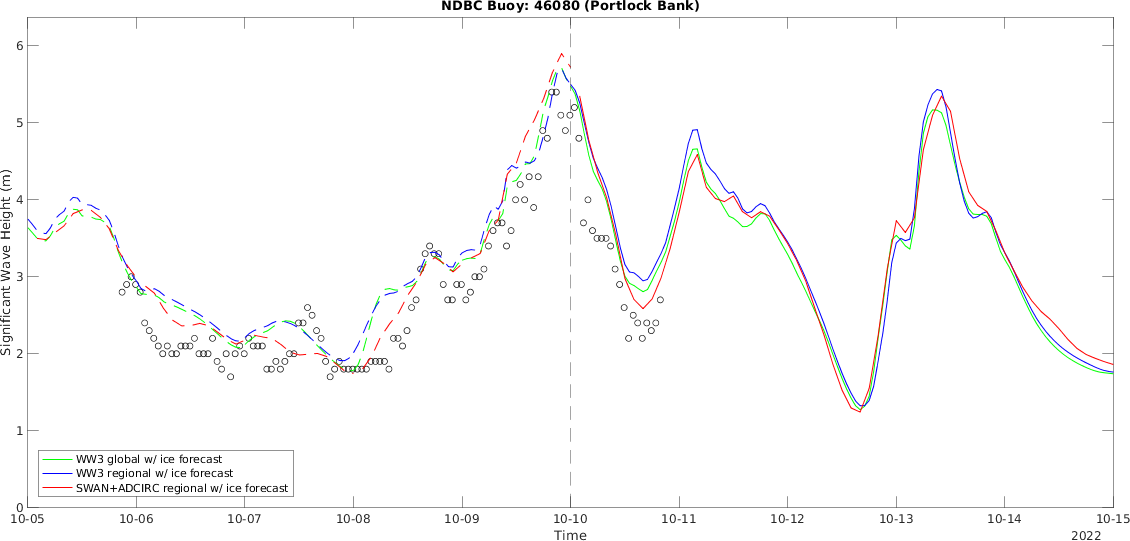 NDBC Buoy: 46080 (Portlock Bank)
Significant Wave Height (m)
6
5
4
3
2
1
0
WW3 global w/ ice forecast
WW3 regional w/ ice forecast
SWAN+ADCIRC regional w/ ice forecast
10-05 10-06 10-07 10-08 10-09 10-10 10-11 10-12 10-13 10-14 10-15
Time
2022